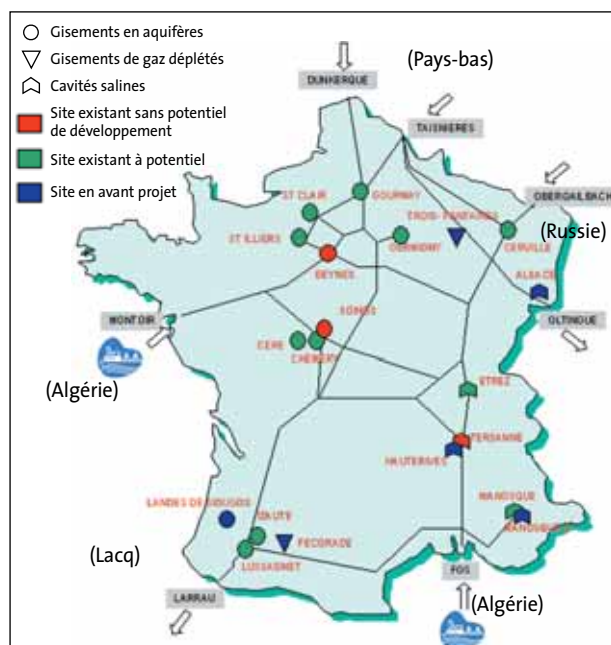 Gisements en aquifères
Gisements de gaz déplétés
Cavités salines
Site existant sans potentiel
de développement
Site existant à potentiel
Site en avant projet
(Pays-bas)
DUNKERQUE
TAISNIERES
ST CLAIR
GOURNAY
OBERGAILBACH
TROIS-FONTAINES
(Russie)
ST ILLIERS
GERMIGNY
CERVILLE
BEYNES
ALSACE
MONTOIR
SOINGS
OLTINGUE
CERE
CHEMERY
(Algérie)
ETREZ
TERSANNE
HAUTERIVES
LANDES DE SIOUGOS
IZAUTE
MANOSQUE
PECORADE
(Lacq)
LUSSAGNET
LARRAU
FOS
(Algérie)